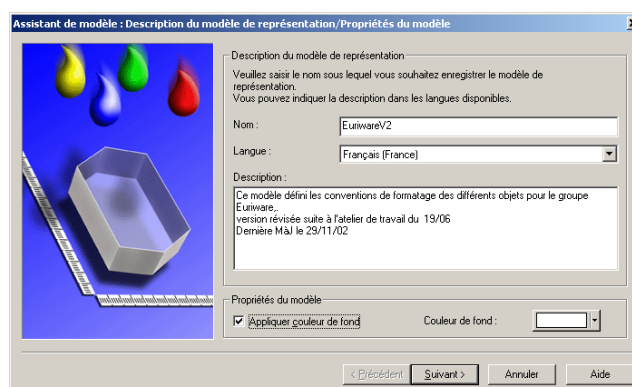 Assistant de modèle : Description du modèle de représentation/Propriétés du modèle
Description du modèle de représentation
Veuillez saisir le nom sous lequel vous souhaitez enregistrer le modèle de
représentation.
Vous pouvez indiquer la description dans les langues disponibles.
Nom :
EuriwareV2
Langue :
Français (France)
Description :
Ce modèle défini les conventions de formatage des différents objets pour le groupe
Euriware,.
version révisée suite à l'atelier de travail du 19/06
Dernière MàJ le 29/11/02
Propriétés du modèle
Appliquer couleur de fond
Couleur de fond :
< Précédent
Suivant >
Annuler
Aide